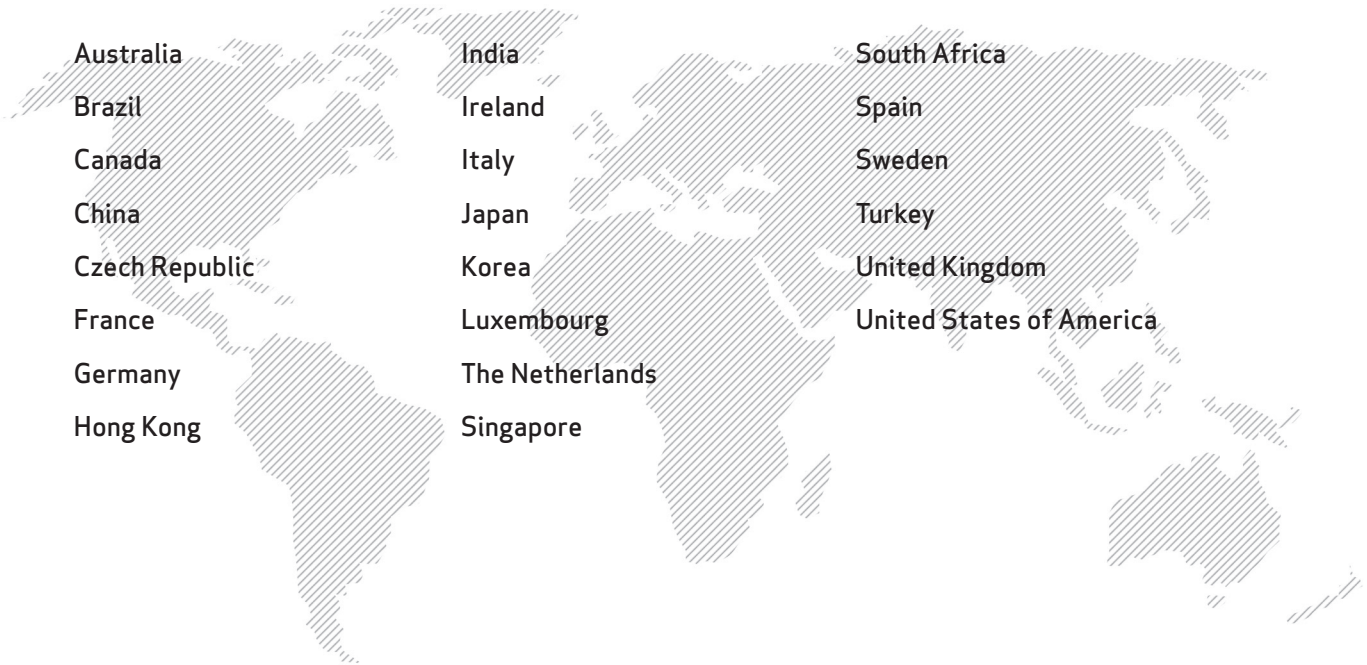 Australia
Brazil
Canada
China
Czech Republic
France
Germany
Hong Kong
India
Ireland
Italy
Japan
Korea
Luxembourg
The Netherlands
Singapore
South Africa
Spain
Sweden
Turkey
United Kingdom
United States of America